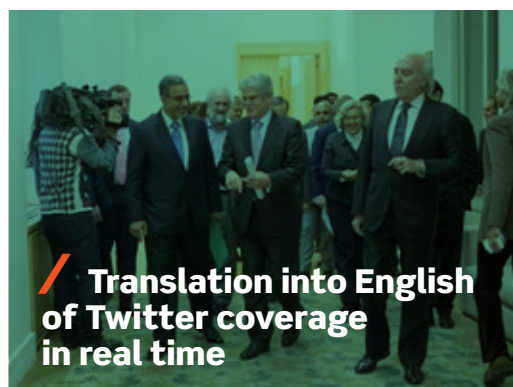 / Translation into English
of Twitter coverage
in real time